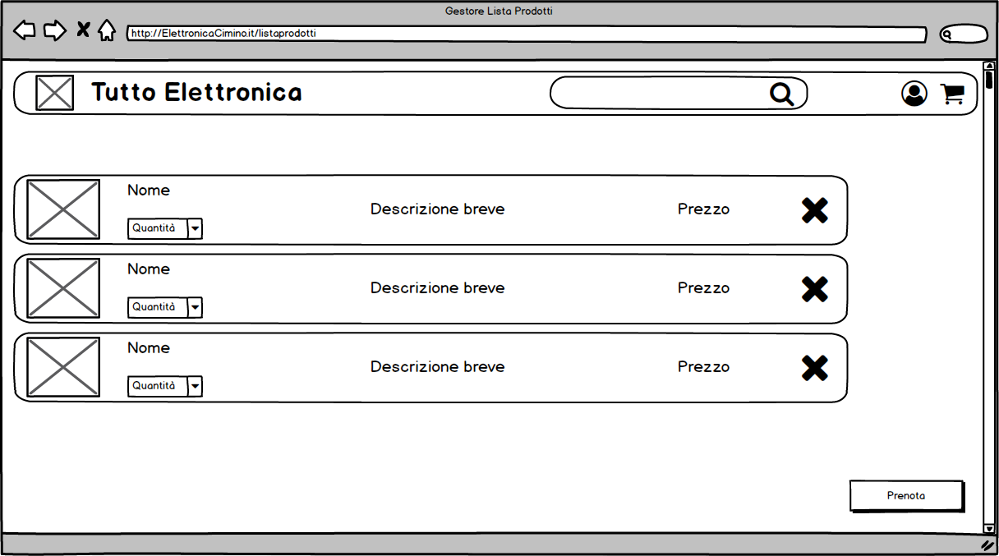 Gestore Lista Prodotti
http://ElettronicaCimino.it/listaprodotti
Tutto Elettronica
Nome
Descrizione breve
Prezzo
Quantità
Nome
Descrizione breve
Prezzo
Quantità
Nome
Descrizione breve
Prezzo
Quantità
Prenota